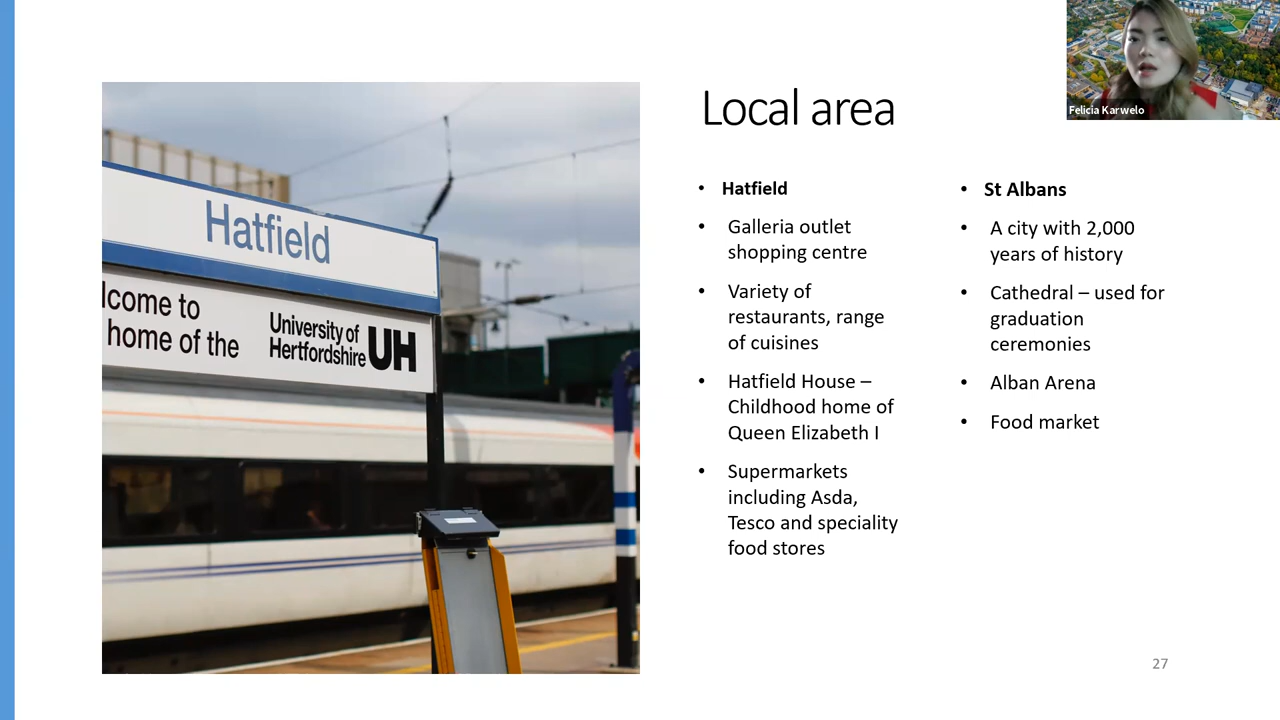 Hatfield
lcome to
home of the
University of
Hertfordshire
UH
Local area
Felicia Karwelo
• Hatfield
• Galleria outlet
shopping centre
• Variety of
restaurants, range
of cuisines
• Hatfield House –
Childhood home of
Queen Elizabeth I
• Supermarkets
including Asda,
Tesco and speciality
food stores
• St Albans
• A city with 2,000
years of history
• Cathedral – used for
graduation
ceremonies
• Alban Arena
• Food market
27